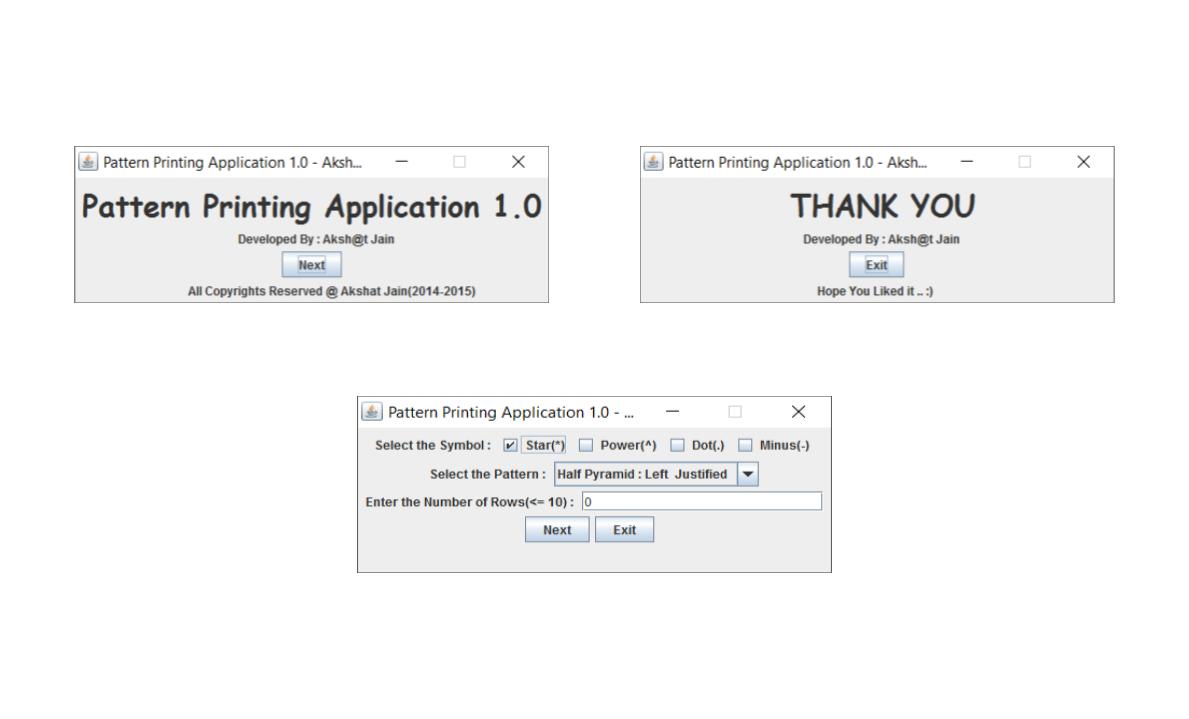 Pattern Printing Application 1.0 - Aksh...
Pattern Printing Application 1.0
Developed By : Aksh@t Jain
Next
All Copyrights Reserved @ Akshat Jain(2014-2015)
Pattern Printing Application 1.0 - Aksh...
THANK YOU
Developed By : Aksh@t Jain
Exit
Hope You Liked it .. :)
Pattern Printing Application 1.0 - ...
Select the Symbol : Star(*) Power(^) Dot(.) Minus(-)
Select the Pattern : Half Pyramid : Left Justified
Enter the Number of Rows(<= 10) : 0
Next Exit